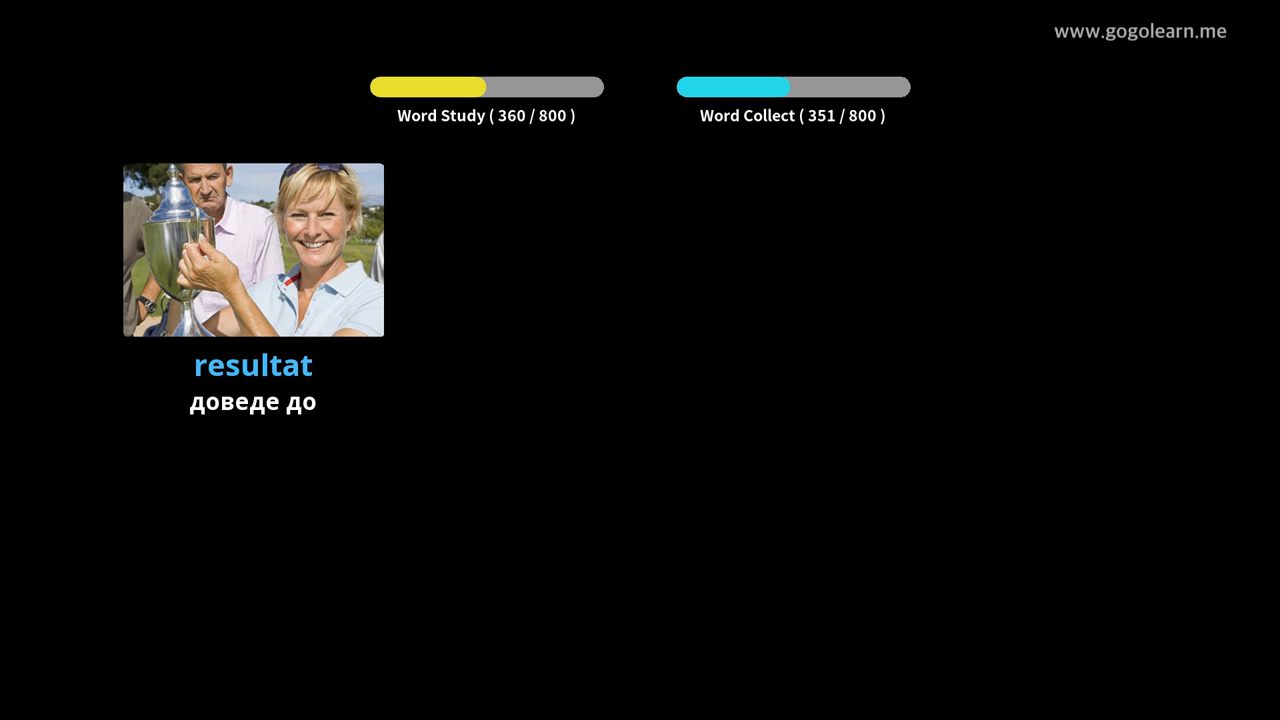 www.gogolearn.me
Word Study ( 360 / 800 )
Word Collect ( 351 / 800 )
resultat
доведе до